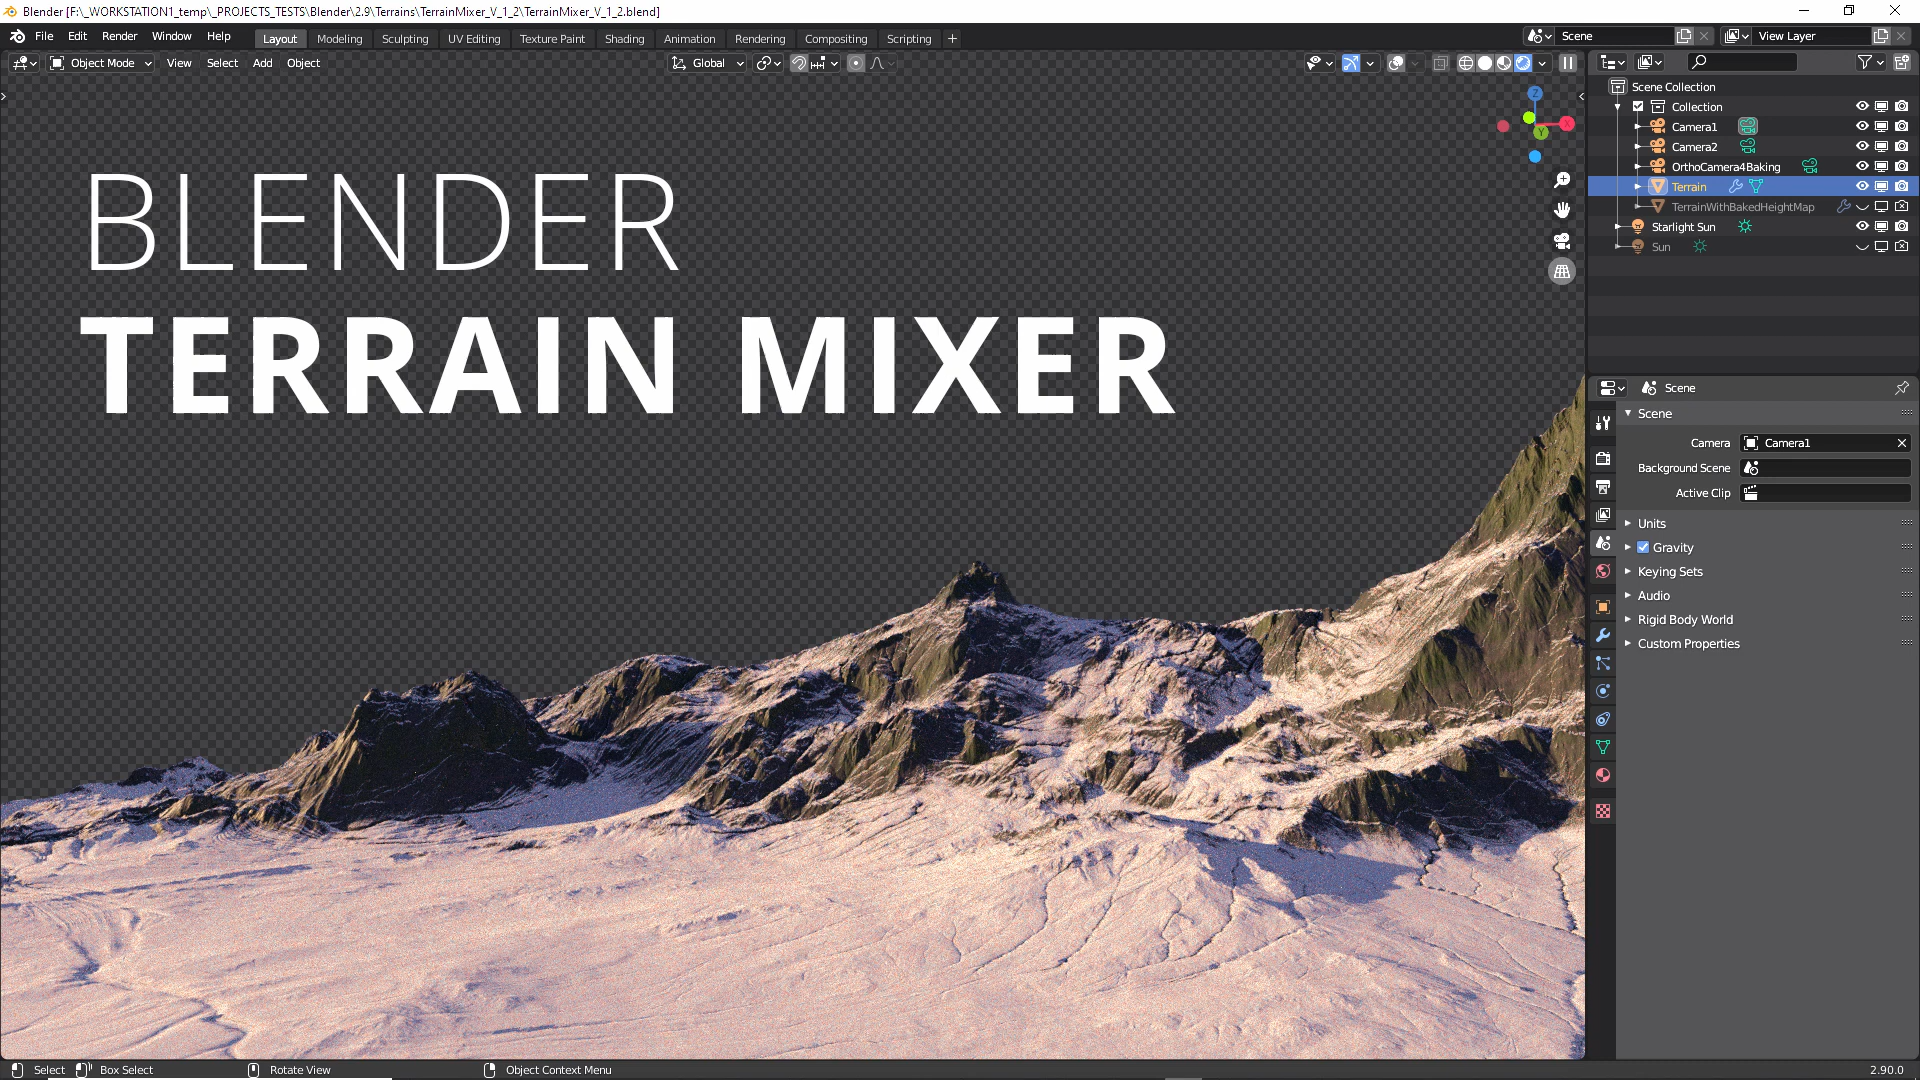 Blender [F:\_WORKSTATION1_temp\_PROJECTS_TESTS\Blender\2.9\Terrains\TerrainMixer_V_1_2\TerrainMixer_V_1_2.blend]
File Edit Render Window Help Layout Modeling Sculpting UV Editing Texture Paint Shading Animation Rendering Compositing Scripting + Scene View Layer
Object Mode View Select Add Object Global
Z
X
Y
BLENDER
TERRAIN MIXER
Scene Collection
Collection
Camera1
Camera2
OrthoCamera4Baking
Terrain
TerrainWithBakedHeightMap
Starlight Sun
Sun
Scene
Scene
Camera Camera1
Background Scene
Active Clip
Units
Gravity
Keying Sets
Audio
Rigid Body World
Custom Properties
Select Box Select Rotate View Object Context Menu 2.90.0